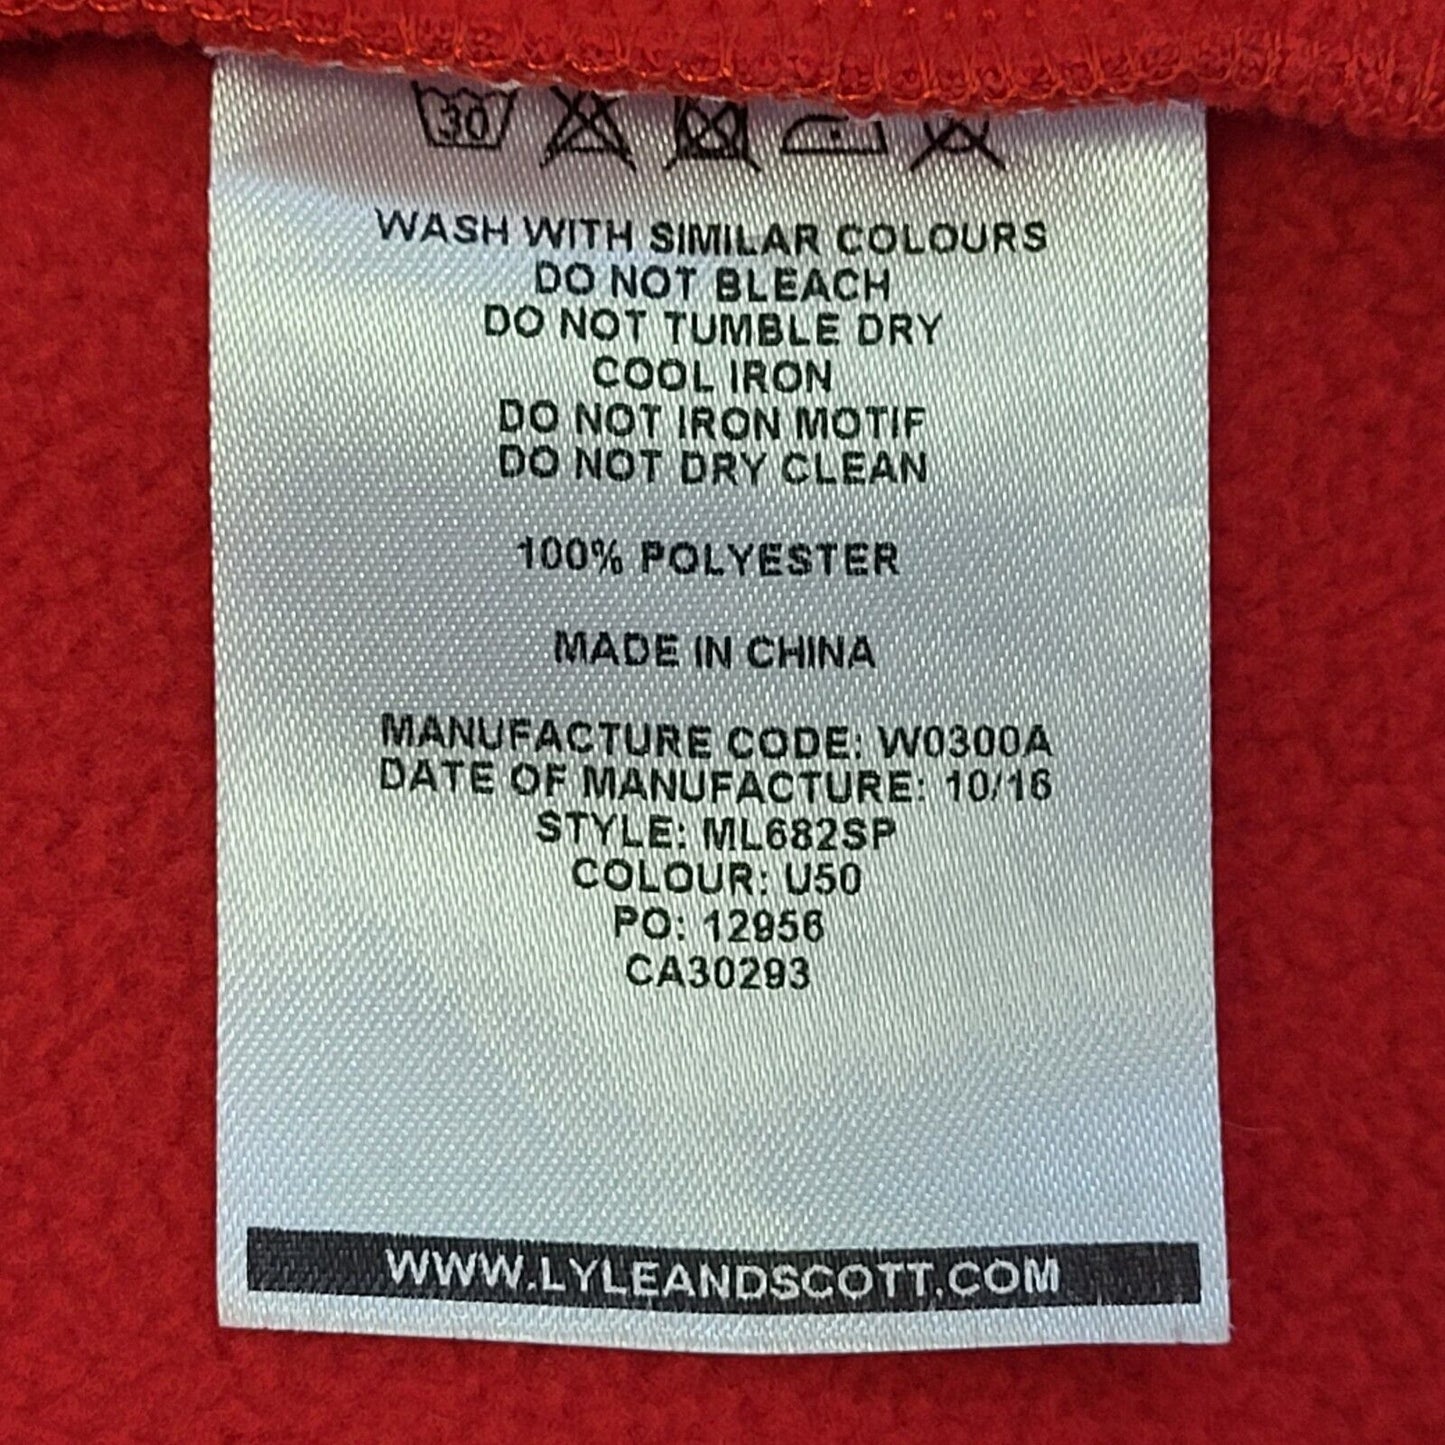 30
WASH WITH SIMILAR COLOURS
DO NOT BLEACH
DO NOT TUMBLE DRY
COOL IRON
DO NOT IRON MOTIF
DO NOT DRY CLEAN
100% POLYESTER
MADE IN CHINA
MANUFACTURE CODE: W0300A
DATE OF MANUFACTURE: 10/16
STYLE: ML682SP
COLOUR: U50
PO: 12956
CA30293
WWW.LYLEANDSCOTT.COM